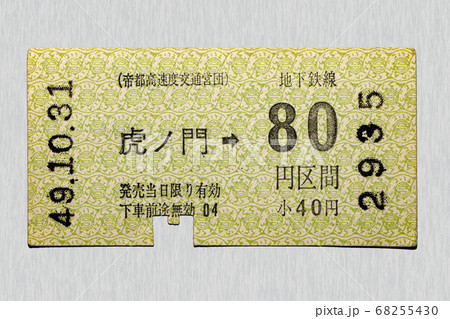 49.10.31
(帝都高速度交通営団)
地下鉄線
虎ノ門➡
80
円区間
小40円
発売当日限り有効
下車前途無効 04
2935
PIXTA
68255430